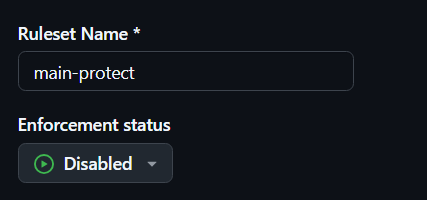 Ruleset Name *
main-protect
Enforcement status
Disabled